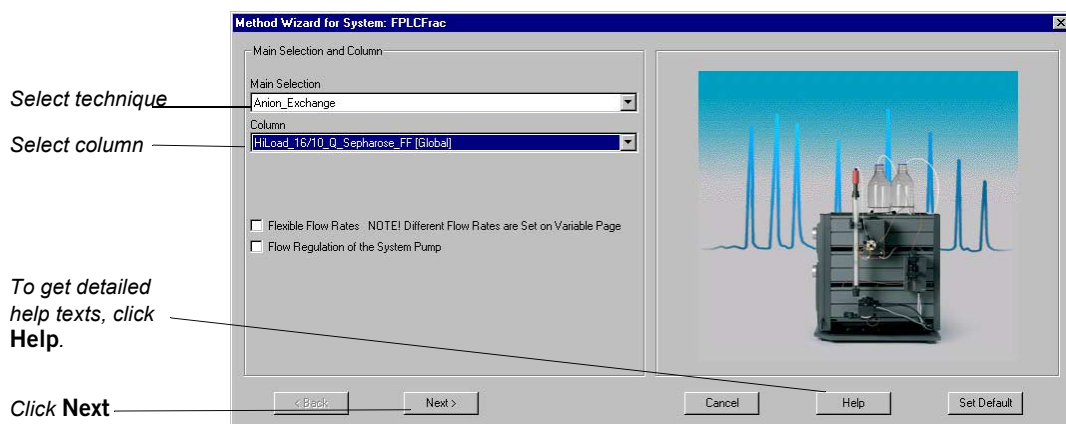 Method Wizard for System: FPLCFrac
Main Selection and Column
Main Selection
Select technique
Anion_Exchange
Column
Select column
HiLoad_16/10_Q_Sepharose_FF [Global]
Flexible Flow Rates NOTE! Different Flow Rates are Set on Variable Page
Flow Regulation of the System Pump
To get detailed
help texts, click
Help.
Click Next
< Back
Next >
Cancel
Help
Set Default